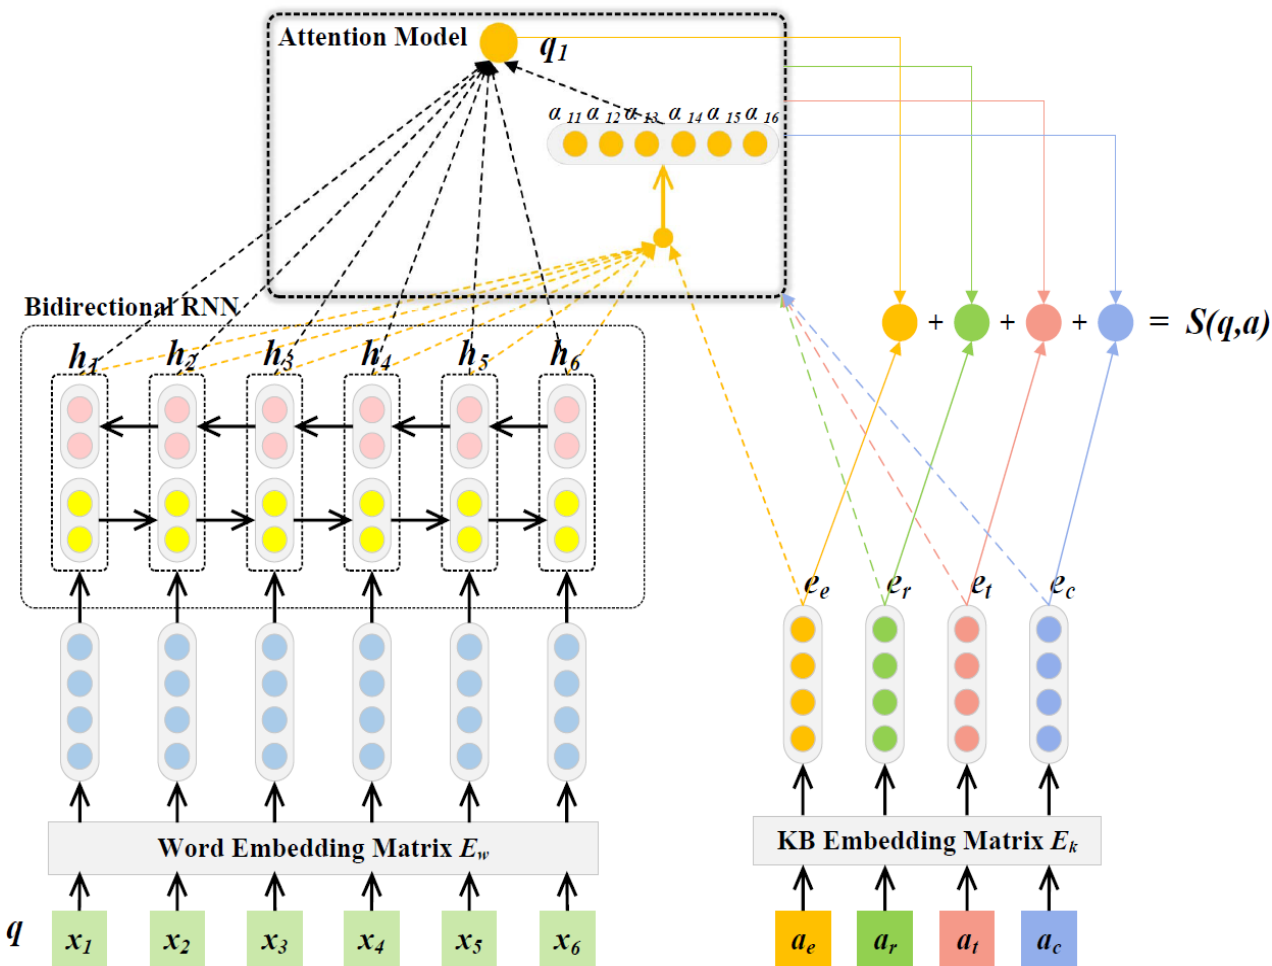 Attention Model
q1
α11 α12 α13 α14 α15 α16
Bidirectional RNN
h1 h2 h3 h4 h5 h6
+ + + = S(q,a)
ee er et ec
Word Embedding Matrix Ew
KB Embedding Matrix Ek
q x1 x2 x3 x4 x5 x6
ae ar at ac